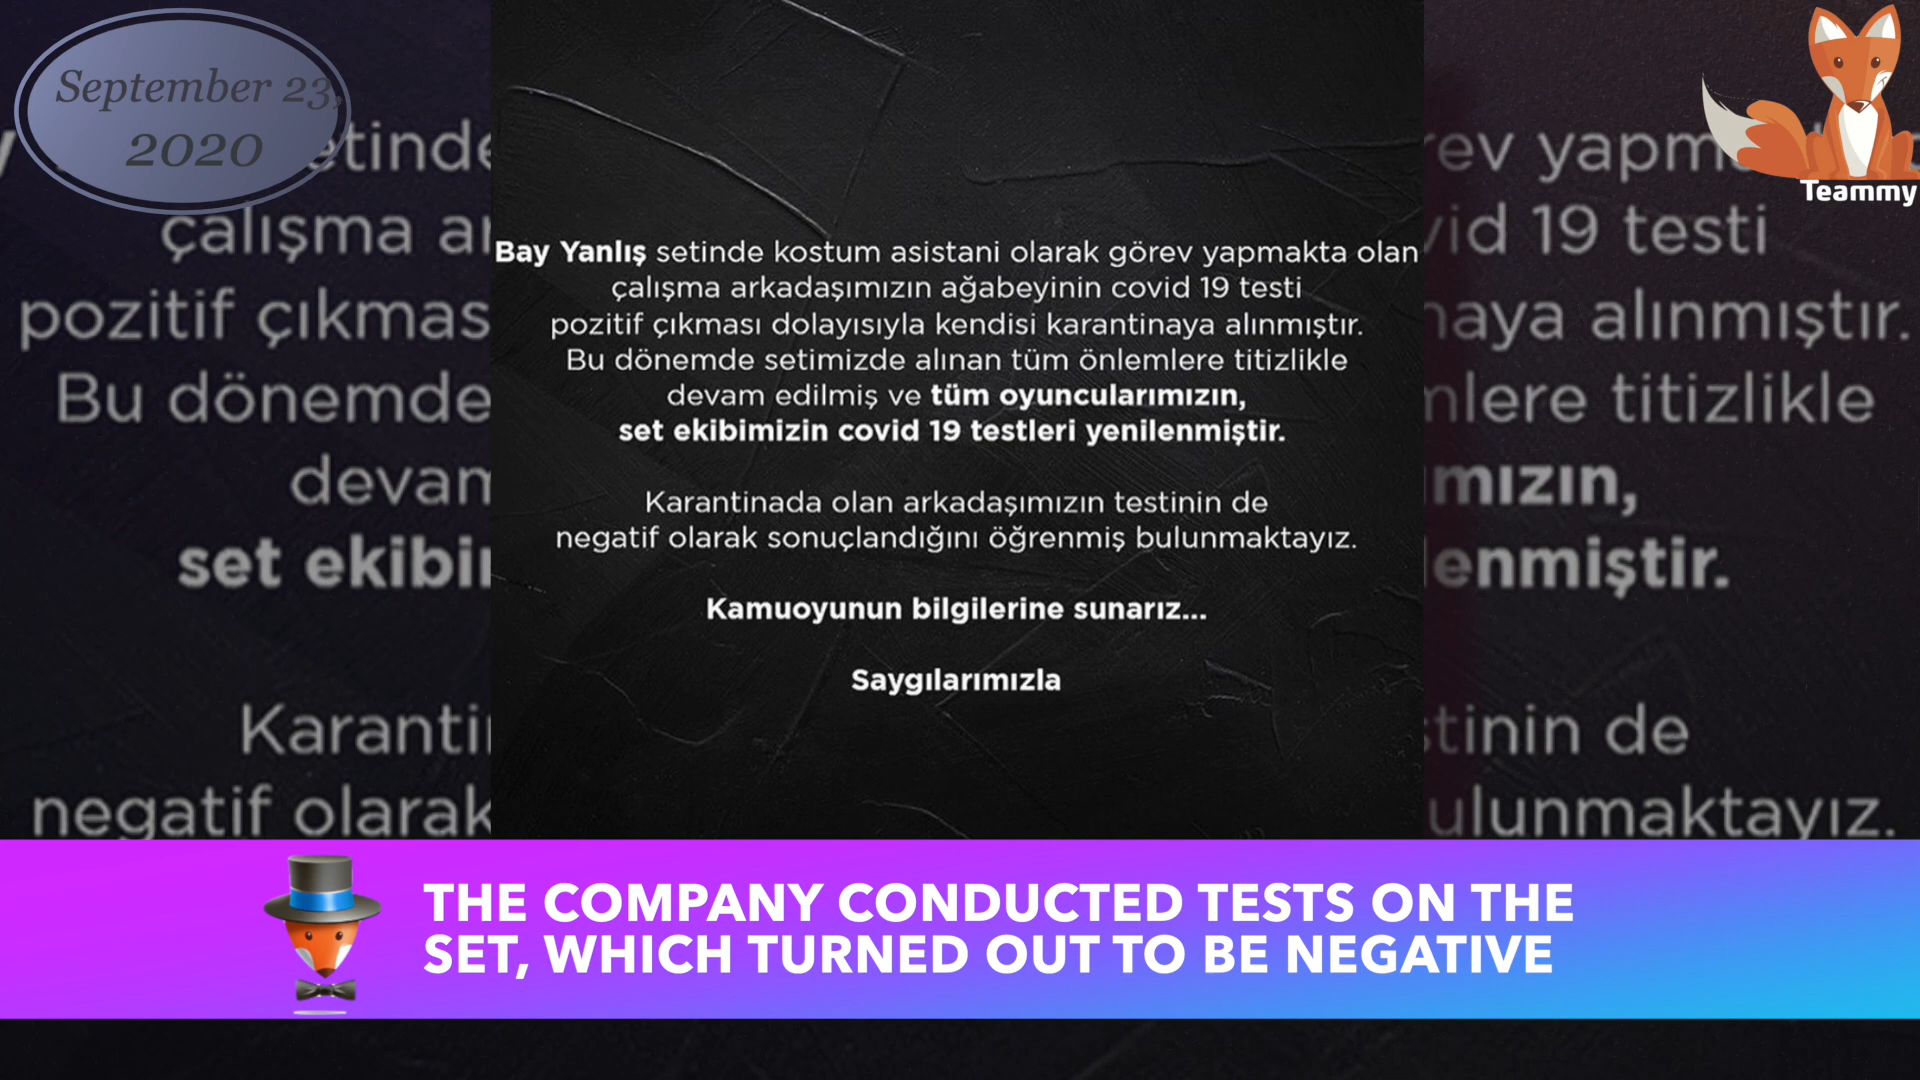 September 23,
2020
Teammy
Bay Yanlış setinde kostum asistani olarak görev yapmakta olan
çalışma arkadaşımızın ağabeyinin covid 19 testi
pozitif çıkması dolayısıyla kendisi karantinaya alınmıştır.
Bu dönemde setimizde alınan tüm önlemlere titizlikle
devam edilmiş ve tüm oyuncularımızın,
set ekibimizin covid 19 testleri yenilenmiştir.
Karantinada olan arkadaşımızın testinin de
negatif olarak sonuçlandığını öğrenmiş bulunmaktayız.
Kamuoyunun bilgilerine sunarız...
Saygılarımızla
THE COMPANY CONDUCTED TESTS ON THE
SET, WHICH TURNED OUT TO BE NEGATIVE